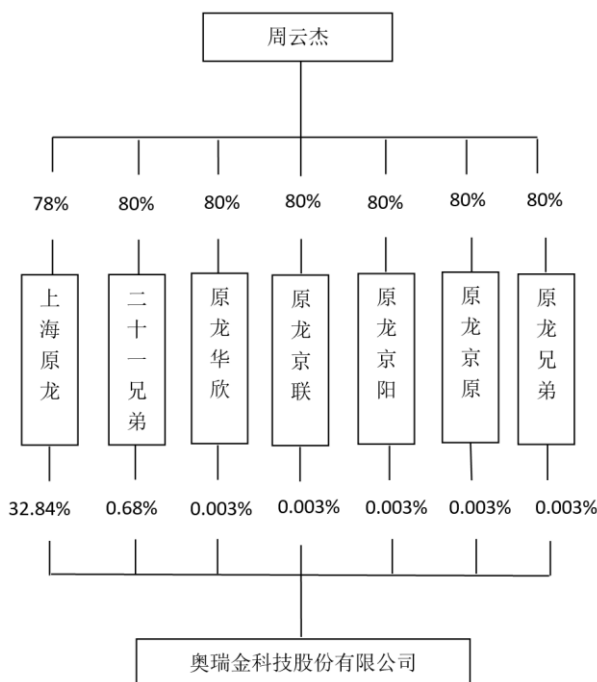 周云杰
78% 80% 80% 80% 80% 80% 80%
上海原龙
二十一兄弟
原龙华欣
原龙京联
原龙京阳
原龙京原
原龙兄弟
32.84% 0.68% 0.003% 0.003% 0.003% 0.003% 0.003%
奥瑞金科技股份有限公司